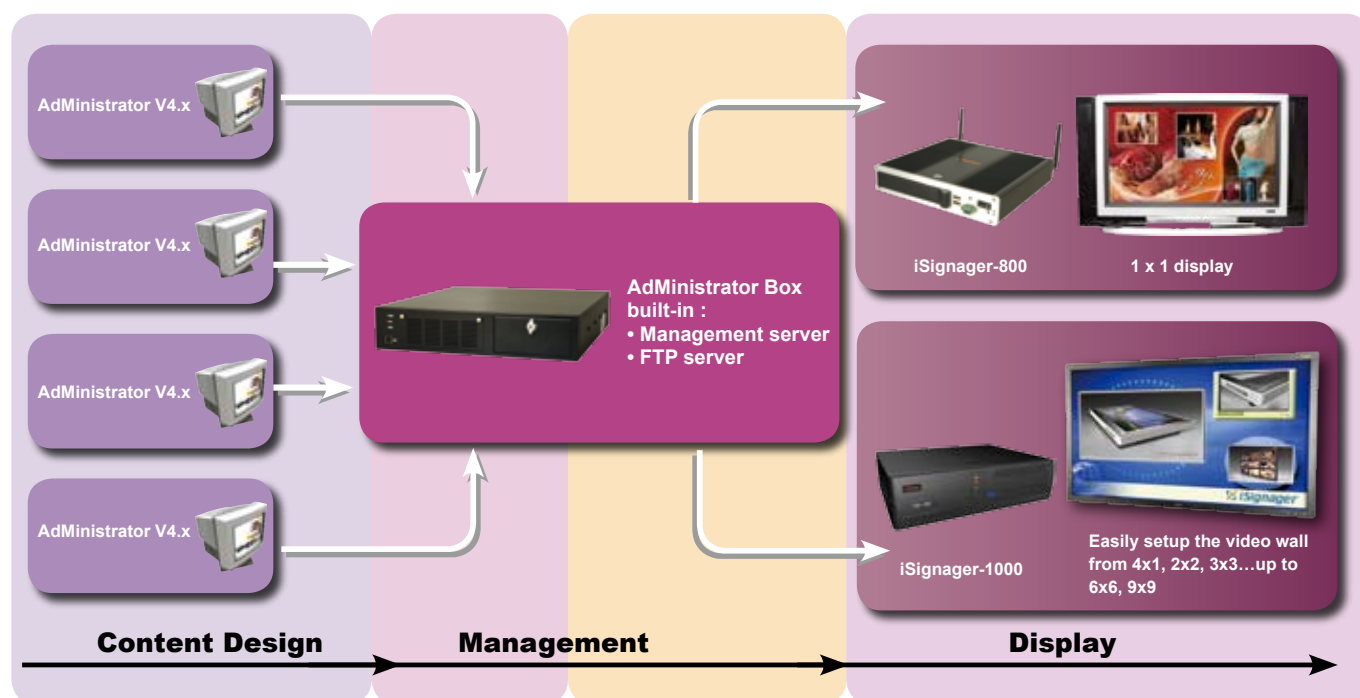 AdMinistrator V4.x
AdMinistrator V4.x
AdMinistrator V4.x
AdMinistrator V4.x
AdMinistrator Box
built-in :
• Management server
• FTP server
iSignager-800
1 x 1 display
iSignager
iSignager-1000
Easily setup the video wall
from 4x1, 2x2, 3x3...up to
6x6, 9x9
Content Design
Management
Display